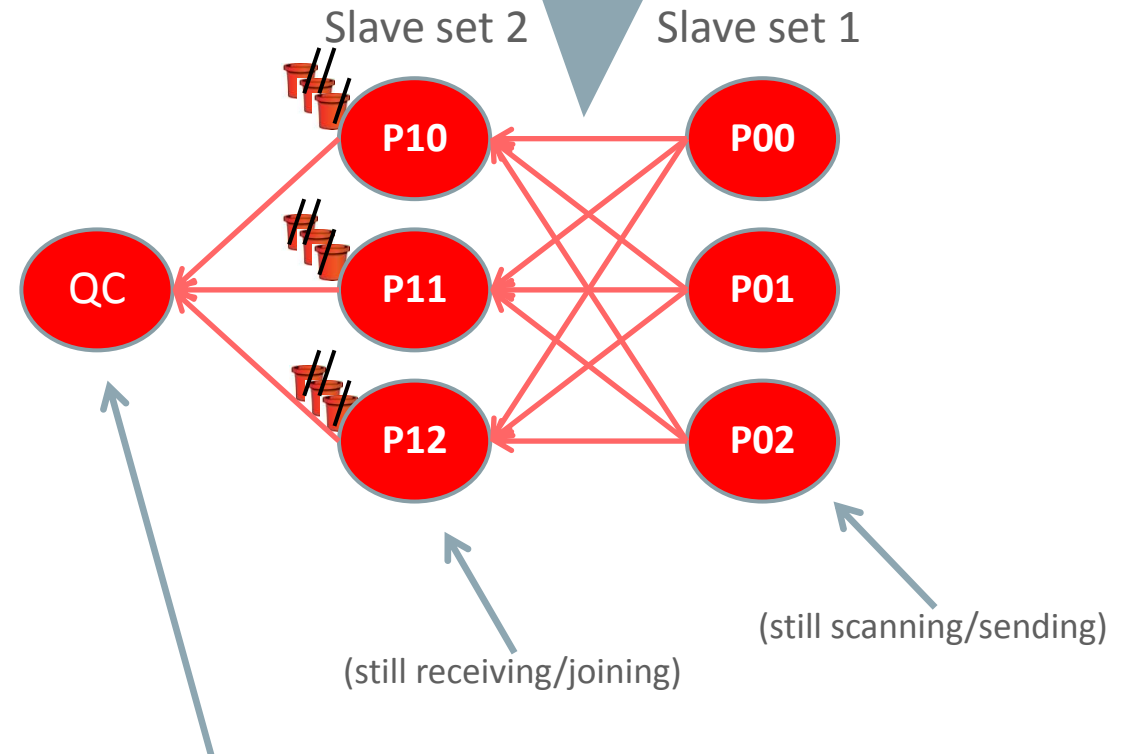 Slave set 2 Slave set 1
P10 P00
QC P11 P01
P12 P02
(still scanning/sending)
(still receiving/joining)